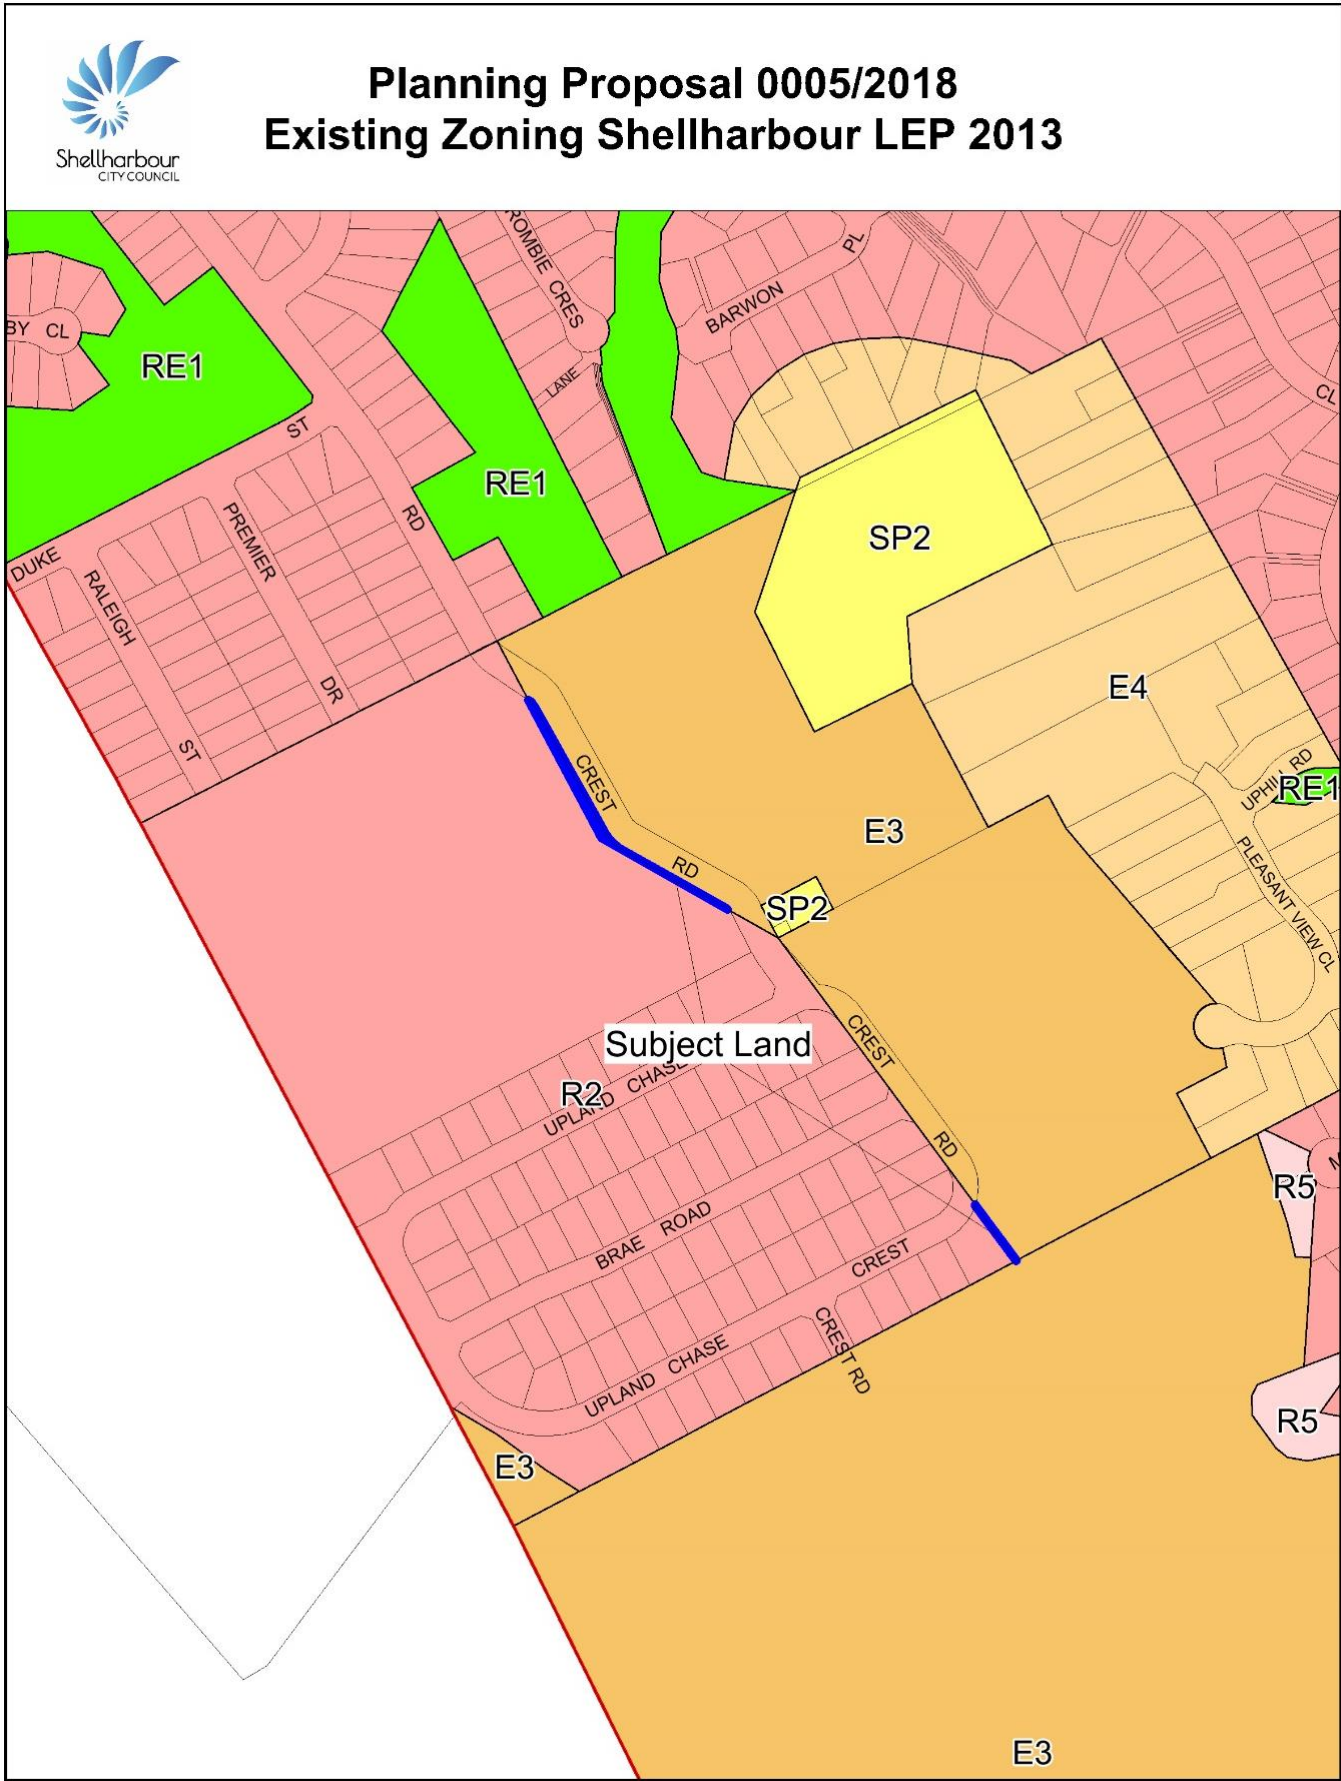 Planning Proposal 0005/2018
Existing Zoning Shellharbour LEP 2013
Shellharbour
CITY COUNCIL
ROMBIE CRES
PL
BARWON
BY CL
RE1
LANE
CL
ST
RE1
RD
PREMIER
SP2
DUKE
RALEIGH
E4
DR
ST
CREST
UPHILL RD
RE1
E3
PLEASANT VIEW CL
RD
SP2
CREST
Subject Land
R2
UPLAND CHASE
RD
R5
BRAE ROAD
CREST
CREST RD
UPLAND CHASE
R5
E3
E3